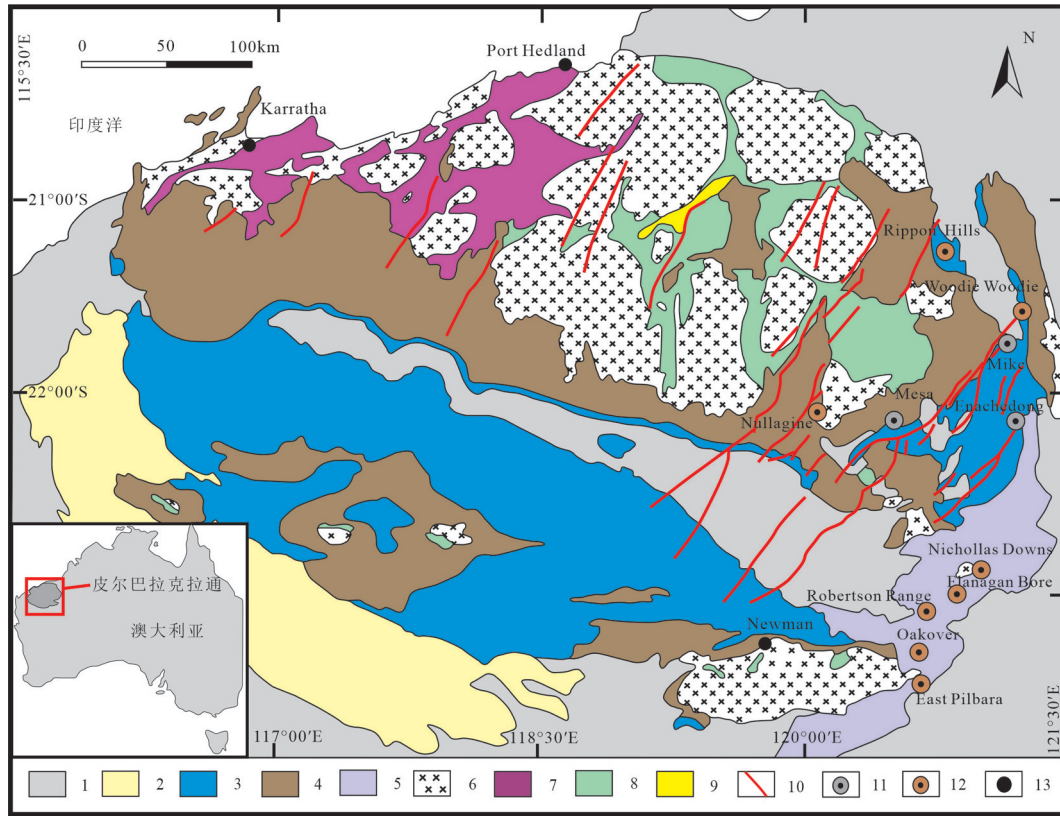 0 50 100km
Port Hedland
N
115°30′E
Karratha
印度洋
21°00′S
Rippon Hills
Woodie Woodie
Mike
22°00′S
Mesa
Enachedong
Nullagine
Nichollas Downs
Flanagan Bore
Robertson Range
皮尔巴拉克拉通
澳大利亚
Newman
Oakover
East Pilbara
117°00′E 118°30′E 120°00′E
121°30′E
1 2 3 4 5 6 7 8 9 10 11 12 13